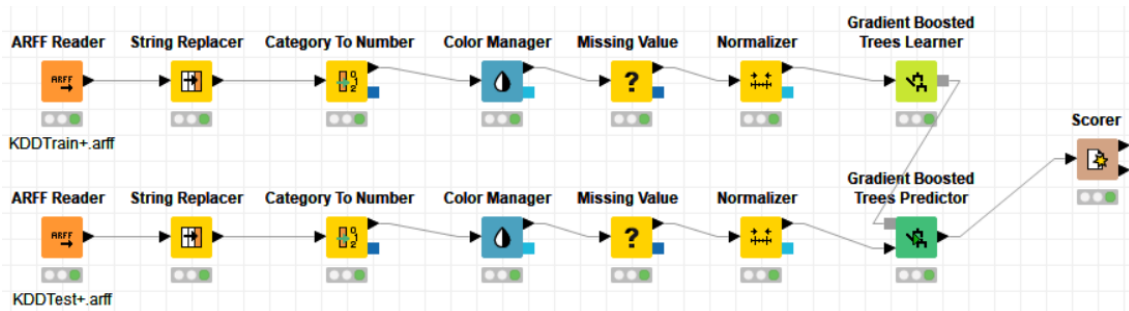 Gradient Boosted
Trees Learner
ARFF Reader String Replacer Category To Number Color Manager Missing Value Normalizer
ARFF
?
KDDTrain+.arff
Scorer
Gradient Boosted
Trees Predictor
ARFF Reader String Replacer Category To Number Color Manager Missing Value Normalizer
ARFF
?
KDDTest+.arff